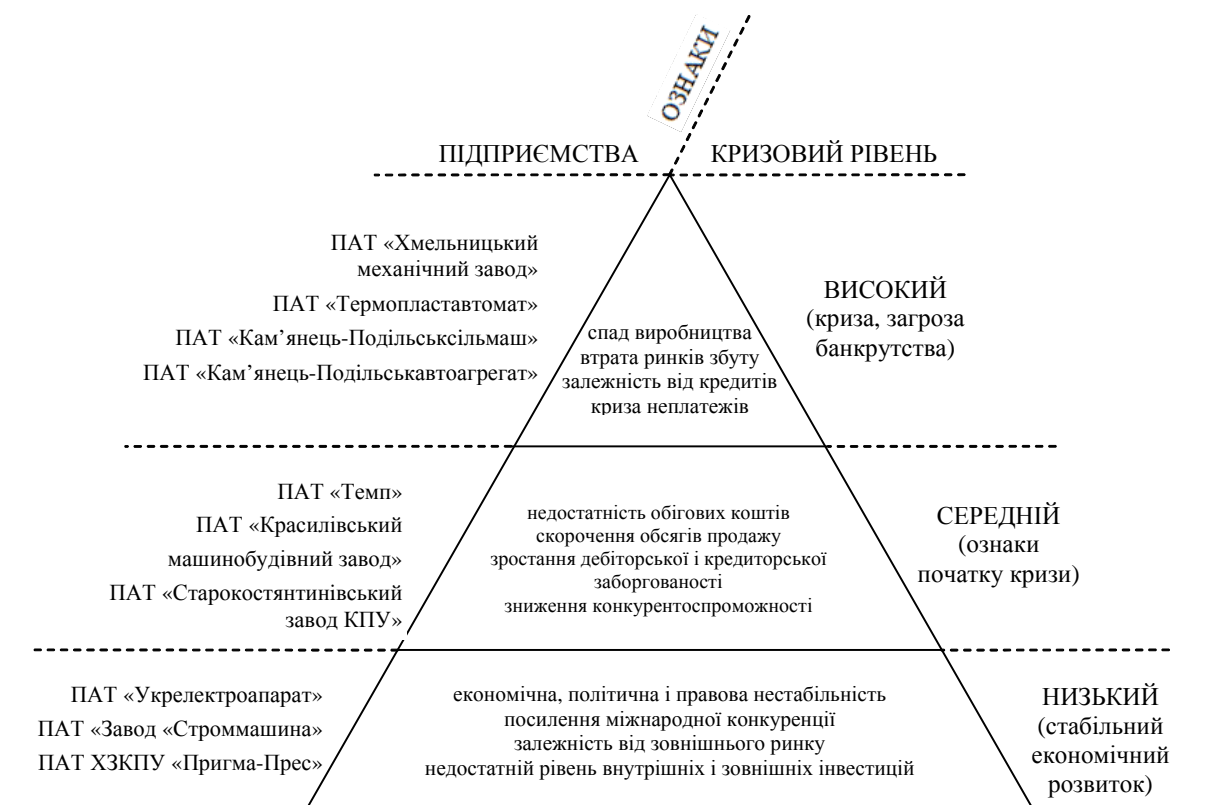 ОЗНАКИ
ПІДПРИЄМСТВА
КРИЗОВИЙ РІВЕНЬ
ПАТ «Хмельницький
механічний завод»
ПАТ «Термопластавтомат»
ПАТ «Кам’янець-Подільськсільмаш»
ПАТ «Кам’янець-Подільськавтоагрегат»
спад виробництва
втрата ринків збуту
залежність від кредитів
криза неплатежів
ВИСОКИЙ
(криза, загроза
банкрутства)
ПАТ «Темп»
ПАТ «Красилівський
машинобудівний завод»
ПАТ «Старокостянтинівський
завод КПУ»
недостатність обігових коштів
скорочення обсягів продажу
зростання дебіторської і кредиторської
заборгованості
зниження конкурентоспроможності
СЕРЕДНІЙ
(ознаки
початку кризи)
ПАТ «Укрелектроапарат»
ПАТ «Завод «Строммашина»
ПАТ ХЗКПУ «Пригма-Прес»
економічна, політична і правова нестабільність
посилення міжнародної конкуренції
залежність від зовнішнього ринку
недостатній рівень внутрішніх і зовнішніх інвестицій
НИЗЬКИЙ
(стабільний
економічний
розвиток)